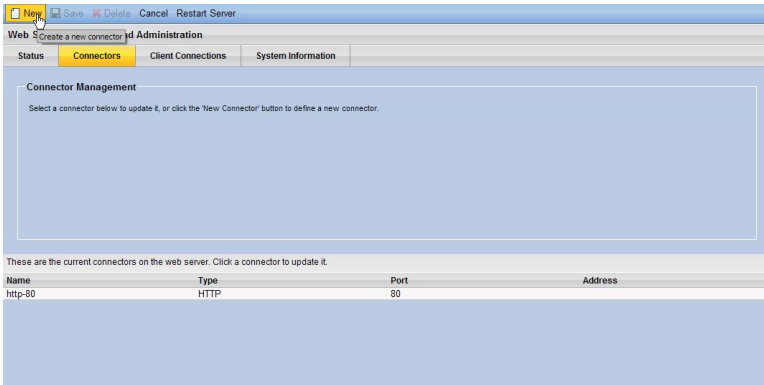 New Save Delete Cancel Restart Server
Web S
Create a new connector
d Administration
Status Connectors Client Connections System Information
Connector Management
Select a connector below to update it, or click the 'New Connector' button to define a new connector.
These are the current connectors on the web server. Click a connector to update it.
Name Type Port Address
http-80 HTTP 80